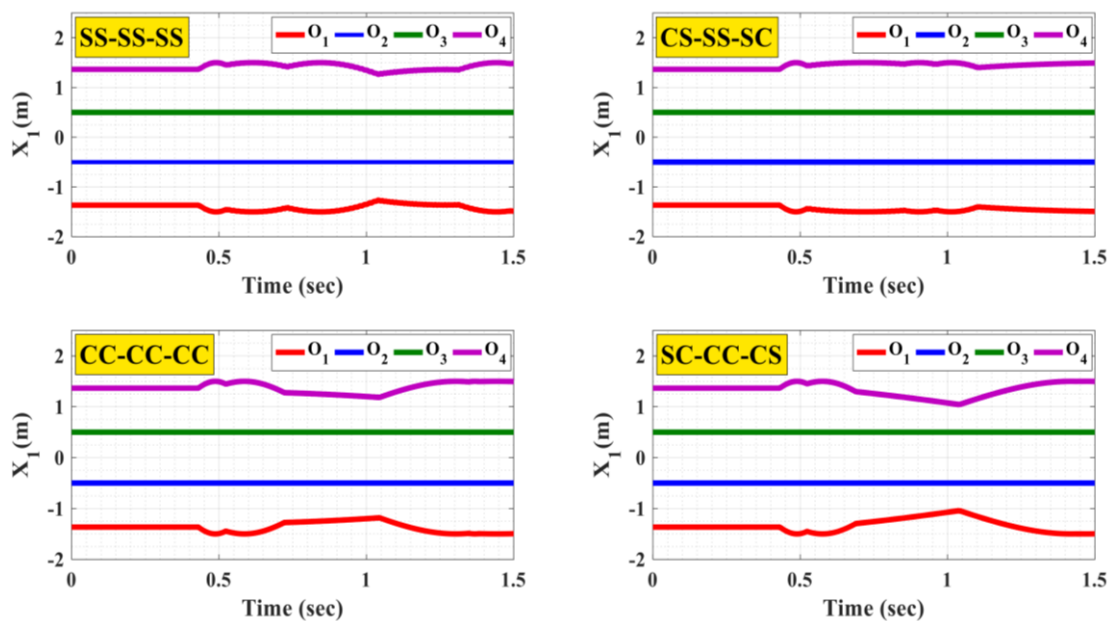 SS-SS-SS O1 O2 O3 O4
2
1
0
-1
-2
X1(m)
0 0.5 1 1.5
Time (sec)
CS-SS-SC O1 O2 O3 O4
2
1
0
-1
-2
X1(m)
0 0.5 1 1.5
Time (sec)
CC-CC-CC O1 O2 O3 O4
2
1
0
-1
-2
X1(m)
0 0.5 1 1.5
Time (sec)
SC-CC-CS O1 O2 O3 O4
2
1
0
-1
-2
X1(m)
0 0.5 1 1.5
Time (sec)